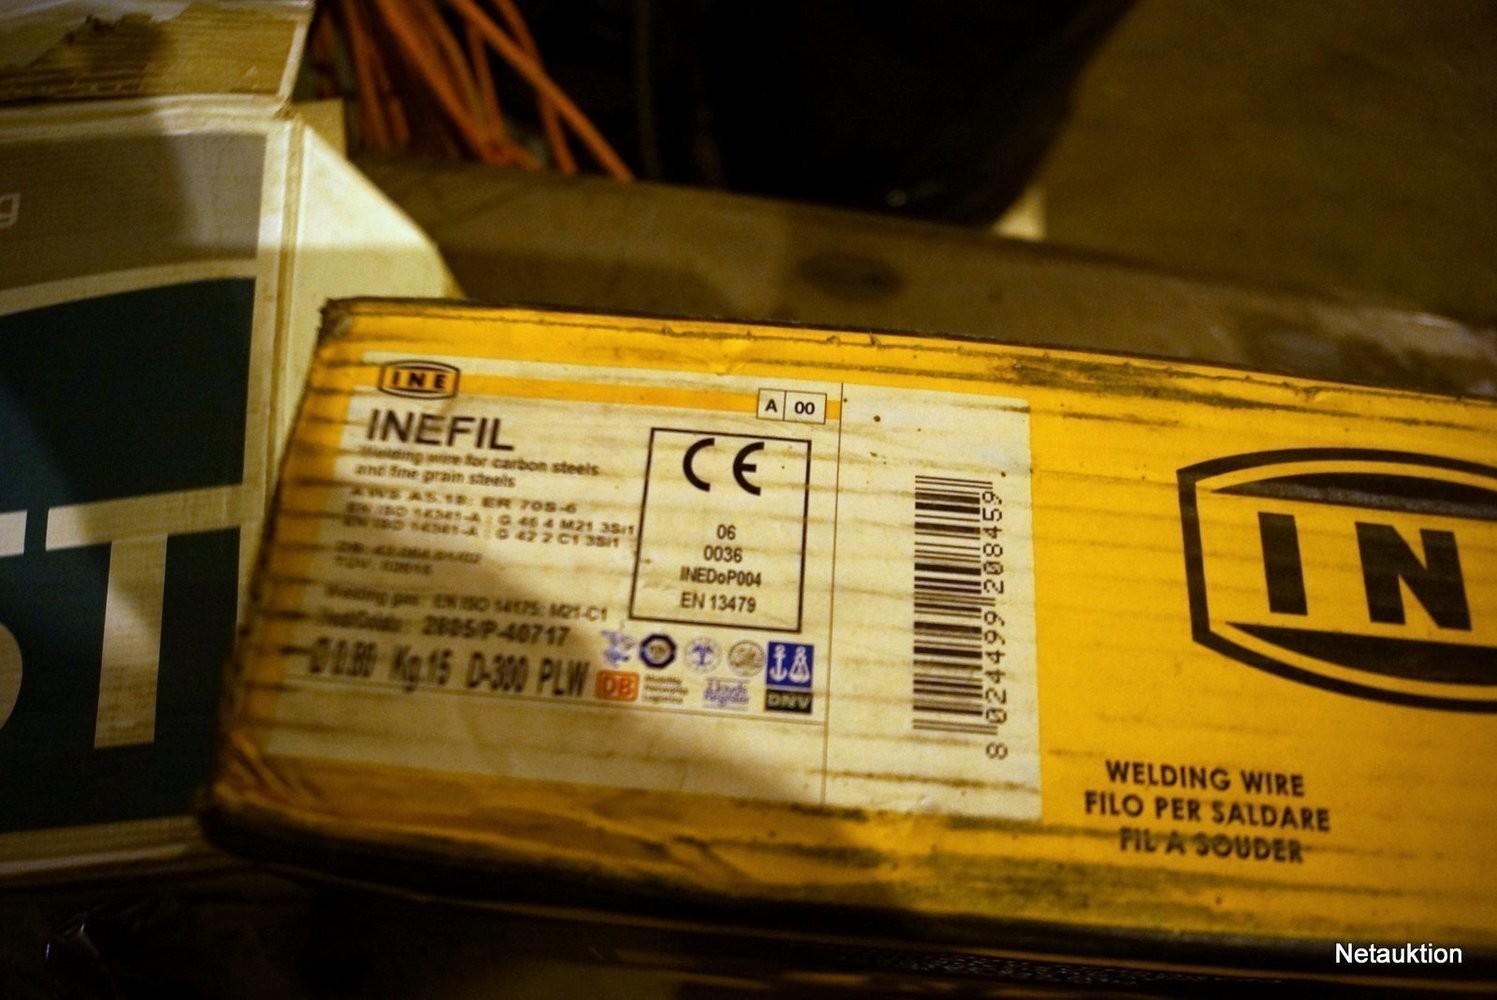 INE
INEFIL
Welding wire for carbon steels
and fine grain steels
AWS A5.18: ER 70S-6
EN ISO 14341-A : G 46 4 M21 3Si1
EN ISO 14341-A : G 42 2 C1 3Si1
Welding gas: EN ISO 14175: M21-C1
2605/P-40717
Ø 0.80 Kg.15 D-300 PLW
A 00
CE
06
0036
INEDoP004
EN 13479
DB
DNV
8 024499 208459
IN
WELDING WIRE
FILO PER SALDARE
FIL A SOUDER
ST
g
Netauktion